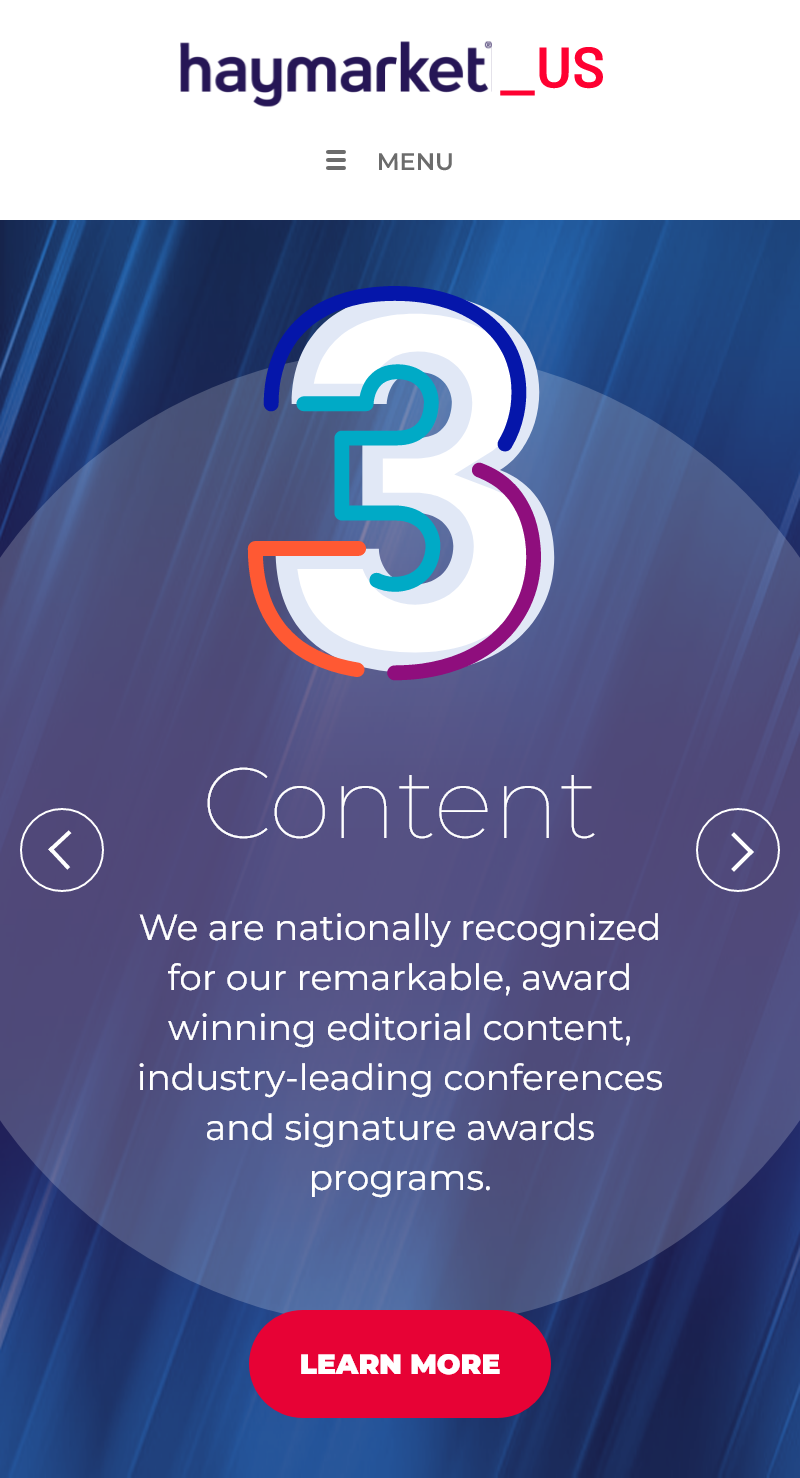 haymarket® _US
MENU
3
Content
We are nationally recognized
for our remarkable, award
winning editorial content,
industry-leading conferences
and signature awards
programs.
LEARN MORE